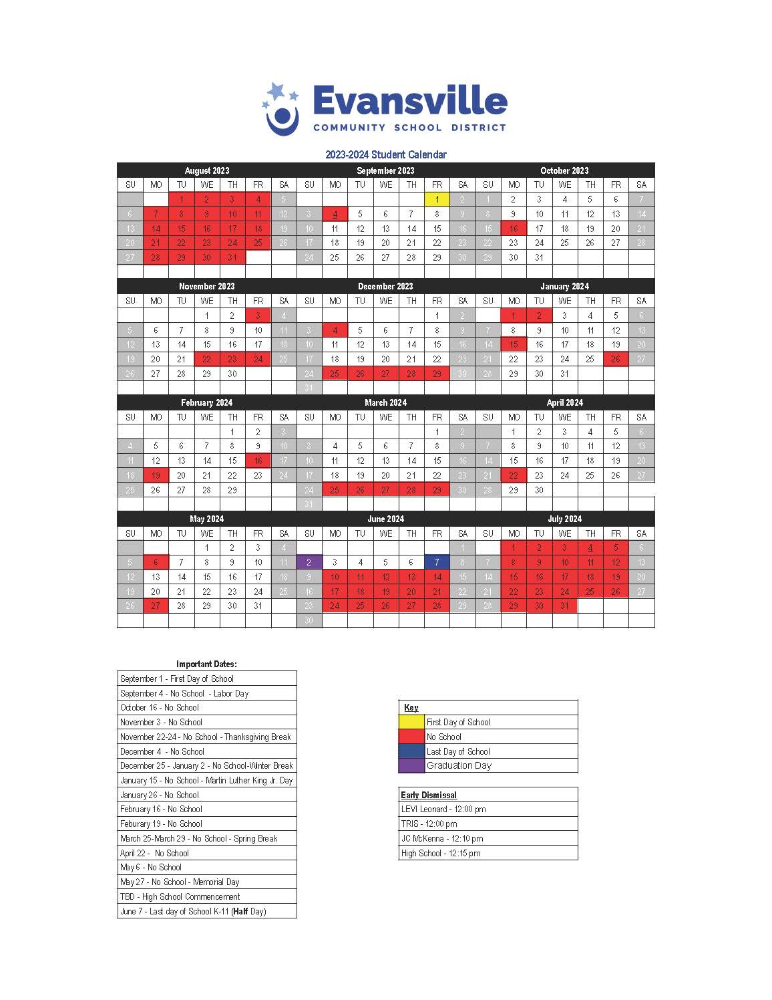 Evansville
COMMUNITY SCHOOL DISTRICT
2023-2024 Student Calendar
August 2023 September 2023 October 2023
SU MO TU WE TH FR SA SU MO TU WE TH FR SA SU MO TU WE TH FR SA
1 2 3 4 5 1 2 1 2 3 4 5 6 7
6 7 8 9 10 11 12 3 4 5 6 7 8 9 8 9 10 11 12 13 14
13 14 15 16 17 18 19 10 11 12 13 14 15 16 15 16 17 18 19 20 21
20 21 22 23 24 25 26 17 18 19 20 21 22 23 22 23 24 25 26 27 28
27 28 29 30 31 24 25 26 27 28 29 30 29 30 31
November 2023 December 2023 January 2024
SU MO TU WE TH FR SA SU MO TU WE TH FR SA SU MO TU WE TH FR SA
1 2 3 4 1 2 1 2 3 4 5 6
5 6 7 8 9 10 11 3 4 5 6 7 8 9 7 8 9 10 11 12 13
12 13 14 15 16 17 18 10 11 12 13 14 15 16 14 15 16 17 18 19 20
19 20 21 22 23 24 25 17 18 19 20 21 22 23 21 22 23 24 25 26 27
26 27 28 29 30 24 25 26 27 28 29 30 28 29 30 31
31
February 2024 March 2024 April 2024
SU MO TU WE TH FR SA SU MO TU WE TH FR SA SU MO TU WE TH FR SA
1 2 3 1 2 1 2 3 4 5 6
4 5 6 7 8 9 10 3 4 5 6 7 8 9 7 8 9 10 11 12 13
11 12 13 14 15 16 17 10 11 12 13 14 15 16 14 15 16 17 18 19 20
18 19 20 21 22 23 24 17 18 19 20 21 22 23 21 22 23 24 25 26 27
25 26 27 28 29 24 25 26 27 28 29 30 28 29 30
31
May 2024 June 2024 July 2024
SU MO TU WE TH FR SA SU MO TU WE TH FR SA SU MO TU WE TH FR SA
1 2 3 4 1 1 2 3 4 5 6
5 6 7 8 9 10 11 2 3 4 5 6 7 8 7 8 9 10 11 12 13
12 13 14 15 16 17 18 9 10 11 12 13 14 15 14 15 16 17 18 19 20
19 20 21 22 23 24 25 16 17 18 19 20 21 22 21 22 23 24 25 26 27
26 27 28 29 30 31 23 24 25 26 27 28 29 28 29 30 31
30
Important Dates:
September 1 - First Day of School
September 4 - No School - Labor Day
October 16 - No School
November 3 - No School
November 22-24 - No School - Thanksgiving Break
December 4 - No School
December 25 - January 2 - No School-Winter Break
January 15 - No School - Martin Luther King Jr. Day
January 26 - No School
February 16 - No School
Feburary 19 - No School
March 25-March 29 - No School - Spring Break
April 22 - No School
May 6 - No School
May 27 - No School - Memorial Day
TBD - High School Commencement
June 7 - Last day of School K-11 (Half Day)
Key
First Day of School
No School
Last Day of School
Graduation Day
Early Dismissal
LEVI Leonard - 12:00 pm
TRIS - 12:00 pm
JC McKenna - 12:10 pm
High School - 12:15 pm